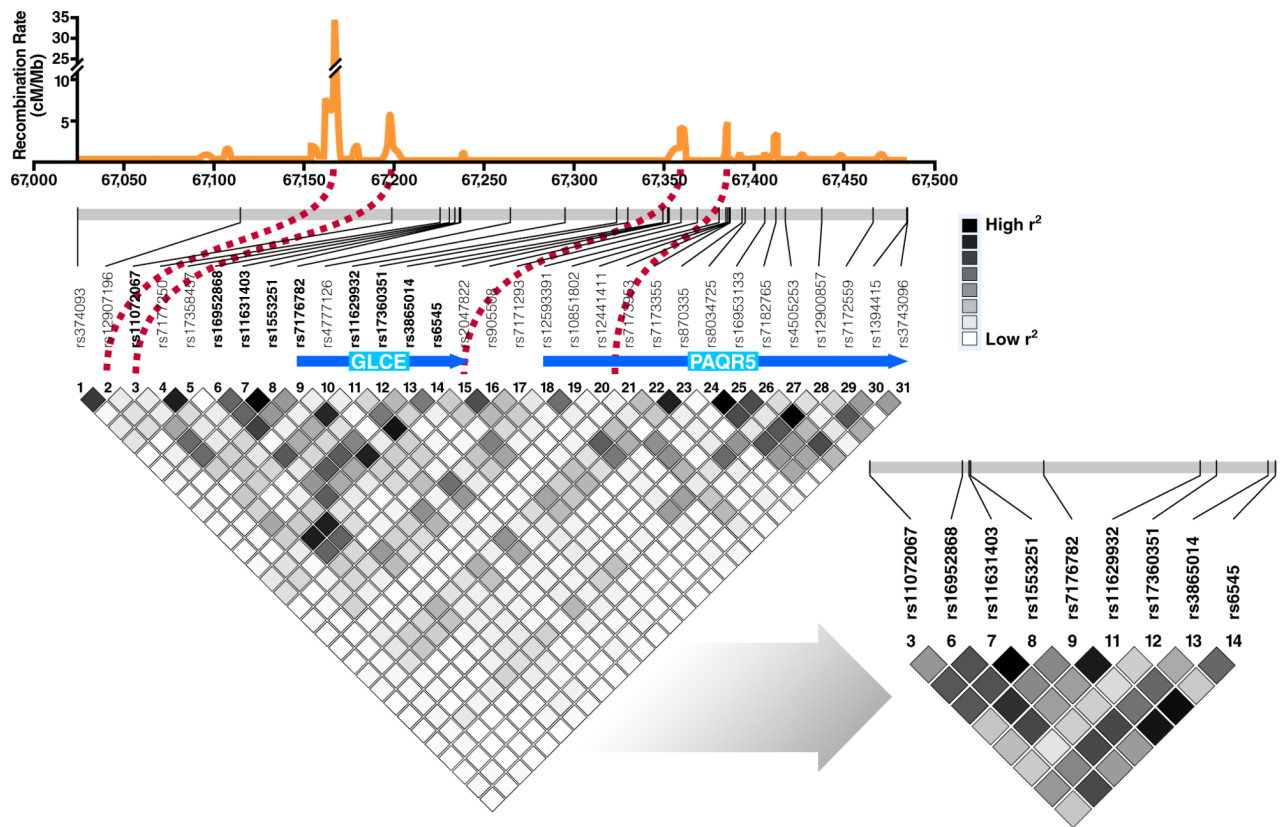 Recombination Rate
(cM/Mb)
35
30
25
10
5
67,000
67,050
67,100
67,150
67,200
67,250
67,300
67,350
67,400
67,450
67,500
rs374093
rs12907196
rs11072067
rs17358437
rs16952868
rs11631403
rs1553251
rs7176782
rs4777126
rs11629932
rs17360351
rs3865014
rs6545
rs2047822
rs7171293
rs12593391
rs10851802
rs12441411
rs7173355
rs870335
rs8034725
rs16953133
rs7182765
rs4505253
rs12900857
rs7172559
rs1394415
rs3743096
GLCE
PAQR5
1 2 3 4 5 6 7 8 9 10 11 12 13 14 15 16 17 18 19 20 21 22 23 24 25 26 27 28 29 30 31
High r²
Low r²
rs11072067
rs16952868
rs11631403
rs1553251
rs7176782
rs11629932
rs17360351
rs3865014
rs6545
3 6 7 8 9 11 12 13 14